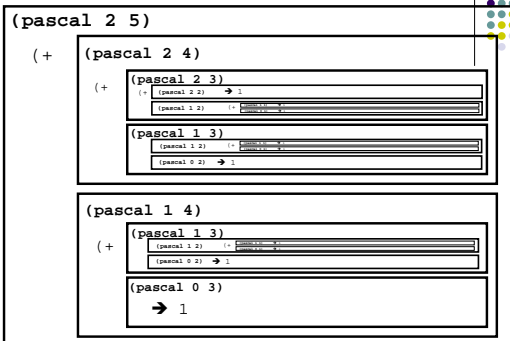 (pascal 2 5)
(+ (pascal 2 4)
(+ (pascal 2 3)
(+ (pascal 2 2) ➔ 1
(pascal 1 2) (+
(pascal 1 3)
(pascal 1 2) (+
(pascal 0 2) ➔ 1
(pascal 1 4)
(+ (pascal 1 3)
(pascal 1 2) (+
(pascal 0 2) ➔ 1
(pascal 0 3)
➔ 1